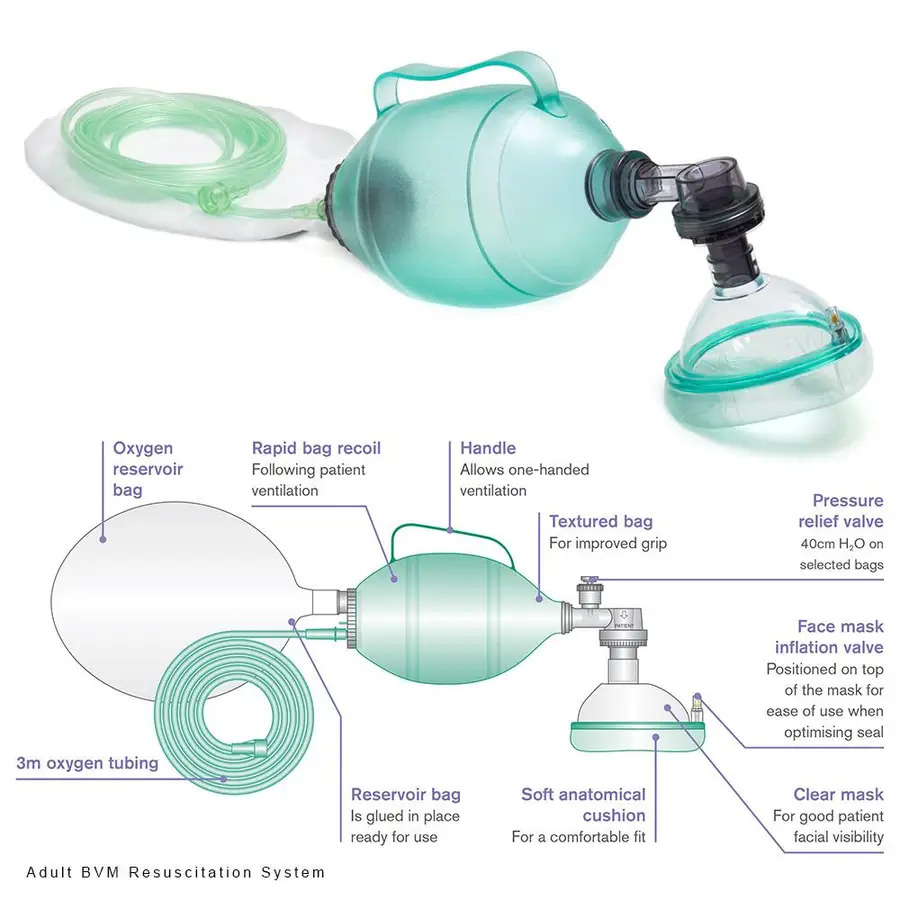 Oxygen
reservoir
bag
Rapid bag recoil
Following patient
ventilation
Handle
Allows one-handed
ventilation
Textured bag
For improved grip
Pressure
relief valve
40cm H₂O on
selected bags
PATIENT
Face mask
inflation valve
Positioned on top
of the mask for
ease of use when
optimising seal
3m oxygen tubing
Reservoir bag
Is glued in place
ready for use
Soft anatomical
cushion
For a comfortable fit
Clear mask
For good patient
facial visibility
Adult BVM Resuscitation System